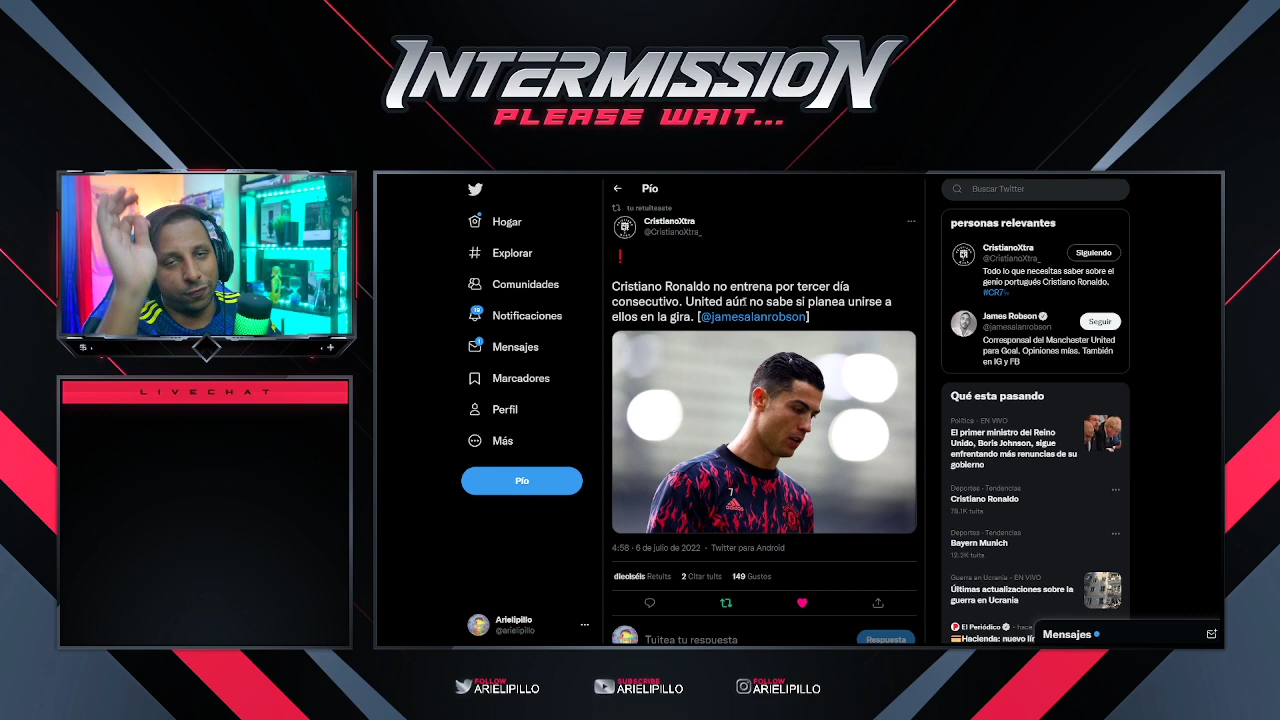 INTERMISSION
PLEASE WAIT...
LIVECHAT
Hogar
Explorar
Comunidades
19
Notificaciones
1
Mensajes
Marcadores
Perfil
Más
Pío
Arielipillo
@arielipillo
Pío
tu retuiteaste
CristianoXtra
@CristianoXtra_
Cristiano Ronaldo no entrena por tercer día
consecutivo. United aún no sabe si planea unirse a
ellos en la gira. [@jamesalanrobson]
7
adidas
4:58 · 6 de julio de 2022 · Twitter para Android
dieciséis Retuits 2 Citar tuits 149 Gustos
Tuitea tu respuesta
Respuesta
Buscar Twitter
personas relevantes
CristianoXtra
@CristianoXtra_
Siguiendo
Todo lo que necesitas saber sobre el
genio portugués Cristiano Ronaldo.
#CR7
James Robson
@jamesalanrobson
Seguir
Corresponsal del Manchester United
para Goal. Opiniones mías. También
en IG y FB
Qué esta pasando
Política · EN VIVO
El primer ministro del Reino
Unido, Boris Johnson, sigue
enfrentando más renuncias de su
gobierno
Deportes · Tendencias
Cristiano Ronaldo
78.1K tuits
Deportes · Tendencias
Bayern Munich
12.2K tuits
Guerra en Ucrania · EN VIVO
Últimas actualizaciones sobre la
guerra en Ucrania
El Periódico · hace
Hacienda: nuevo
Mensajes
FOLLOW
ARIELIPILLO
SUBSCRIBE
ARIELIPILLO
FOLLOW
ARIELIPILLO